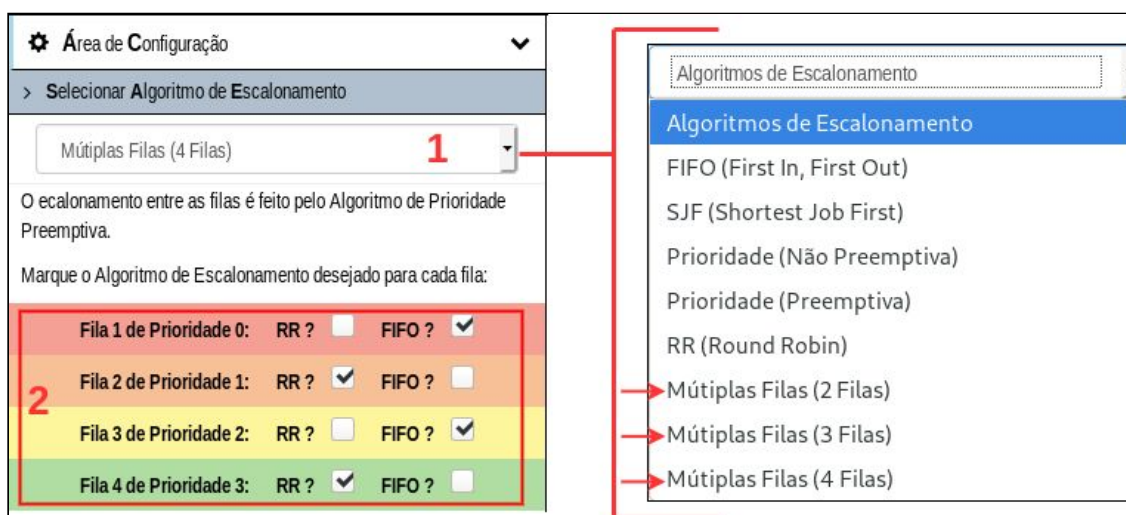 Área de Configuração
> Selecionar Algoritmo de Escalonamento
Mútiplas Filas (4 Filas)
1
O ecalonamento entre as filas é feito pelo Algoritmo de Prioridade
Preemptiva.
Marque o Algoritmo de Escalonamento desejado para cada fila:
Fila 1 de Prioridade 0: RR ? FIFO ?
Fila 2 de Prioridade 1: RR ? FIFO ?
2
Fila 3 de Prioridade 2: RR ? FIFO ?
Fila 4 de Prioridade 3: RR ? FIFO ?
Algoritmos de Escalonamento
Algoritmos de Escalonamento
FIFO (First In, First Out)
SJF (Shortest Job First)
Prioridade (Não Preemptiva)
Prioridade (Preemptiva)
RR (Round Robin)
Mútiplas Filas (2 Filas)
Mútiplas Filas (3 Filas)
Mútiplas Filas (4 Filas)